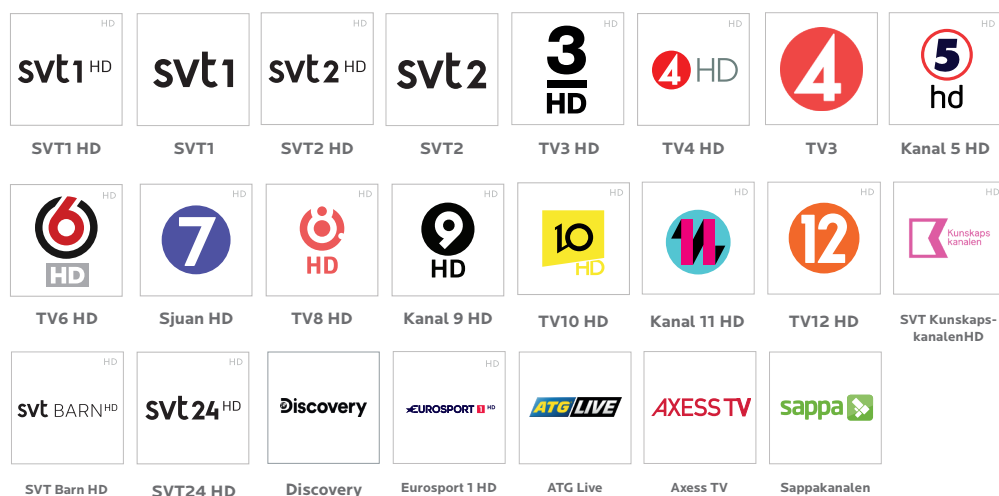 HD HD HD HD
svt1 HD svt1 svt2 HD svt2 3 HD 4 HD 4 5 hd
SVT1 HD SVT1 SVT2 HD SVT2 TV3 HD TV4 HD TV3 Kanal 5 HD
HD HD HD HD HD HD HD HD
6 HD 7 8 HD 9 HD 10 HD 11 12 Kunskaps kanalen
TV6 HD Sjuan HD TV8 HD Kanal 9 HD TV10 HD Kanal 11 HD TV12 HD SVT Kunskaps-
kanalenHD
HD HD HD
svt BARN HD svt24 HD Discovery EUROSPORT 1 HD ATG LIVE AXESS TV sappa
SVT Barn HD SVT24 HD Discovery Eurosport 1 HD ATG Live Axess TV Sappakanalen